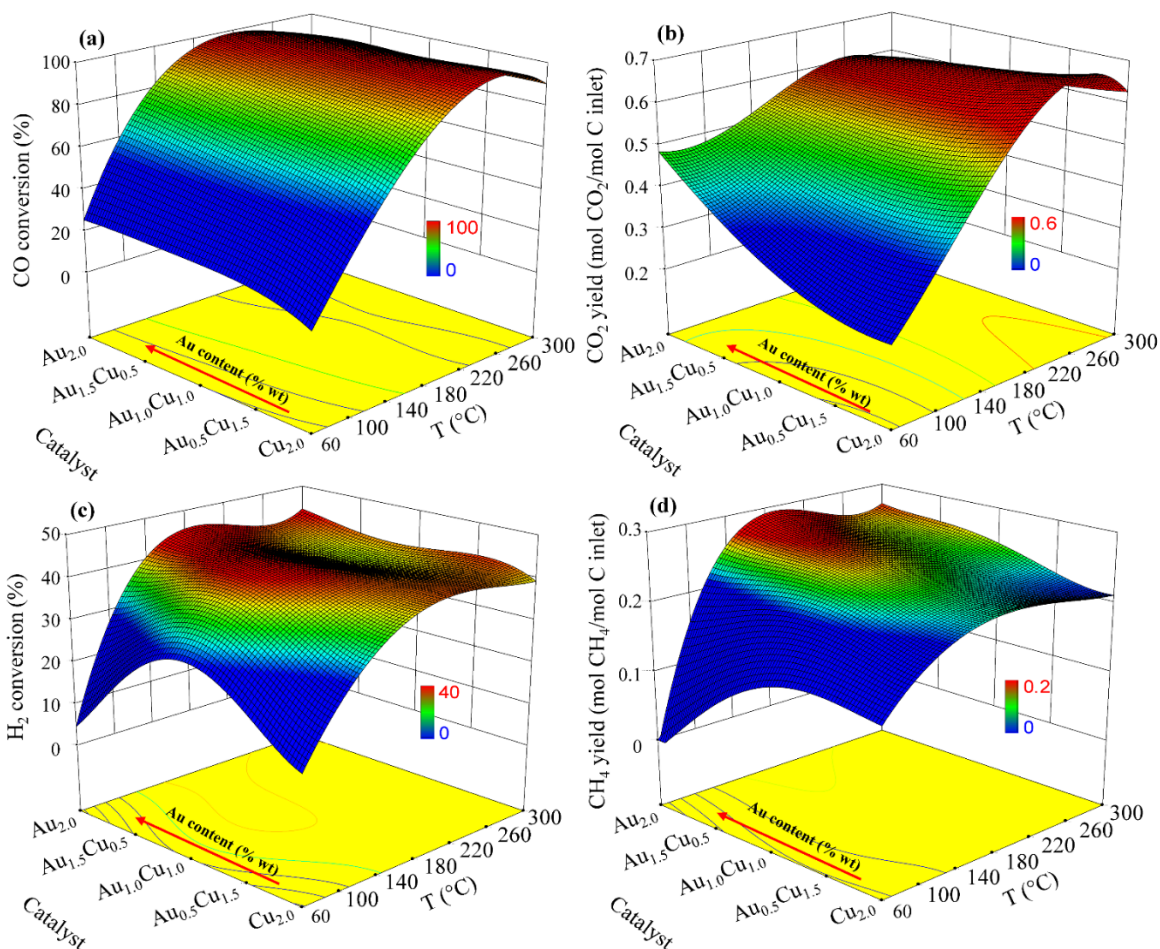 (a)
CO conversion (%)
100
80
60
40
20
0
100
0
Au content (% wt)
Au2.0
Au1.5Cu0.5
Au1.0Cu1.0
Au0.5Cu1.5
Cu2.0
Catalyst
60
100
140
180
220
260
300
T (°C)
(b)
CO2 yield (mol CO2/mol C inlet)
0.7
0.6
0.5
0.4
0.3
0.2
0.6
0
Au content (% wt)
Au2.0
Au1.5Cu0.5
Au1.0Cu1.0
Au0.5Cu1.5
Cu2.0
Catalyst
60
100
140
180
220
260
300
T (°C)
(c)
H2 conversion (%)
50
40
30
20
10
0
40
0
Au content (% wt)
Au2.0
Au1.5Cu0.5
Au1.0Cu1.0
Au0.5Cu1.5
Cu2.0
Catalyst
60
100
140
180
220
260
300
T (°C)
(d)
CH4 yield (mol CH4/mol C inlet)
0.3
0.2
0.1
0
0.2
0
Au content (% wt)
Au2.0
Au1.5Cu0.5
Au1.0Cu1.0
Au0.5Cu1.5
Cu2.0
Catalyst
60
100
140
180
220
260
300
T (°C)